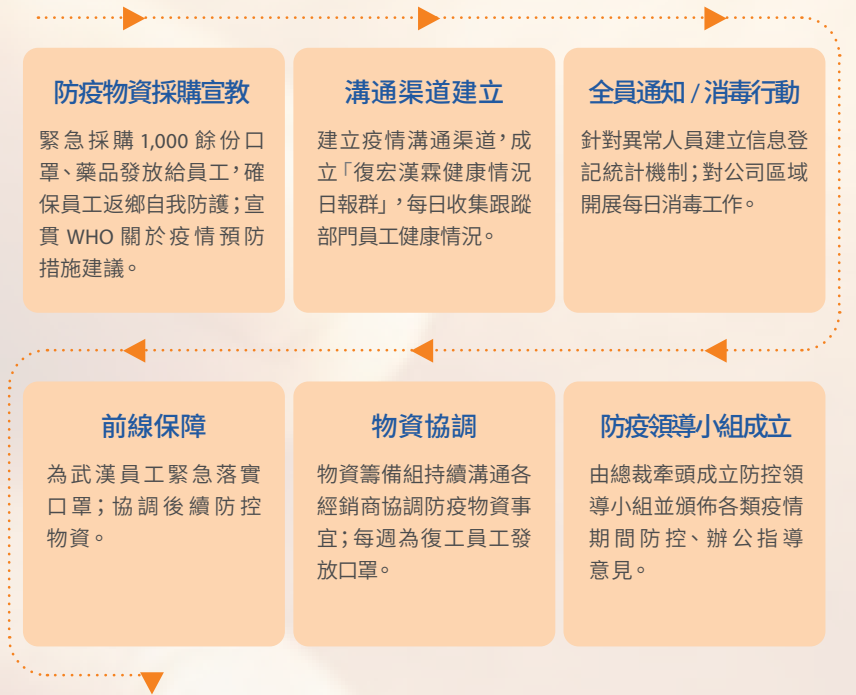 防疫物資採購宣教
緊急採購 1,000 餘份口
罩、藥品發放給員工,確
保員工返鄉自我防護;宣
貫 WHO 關於疫情預防
措施建議。
溝通渠道建立
建立疫情溝通渠道,成
立「復宏漢霖健康情況
日報群」,每日收集跟蹤
部門員工健康情況。
全員通知 / 消毒行動
針對異常人員建立信息登
記統計機制;對公司區域
開展每日消毒工作。
防疫領導小組成立
由總裁牽頭成立防控領
導小組並頒佈各類疫情
期間防控、辦公指導
意見。
物資協調
物資籌備組持續溝通各
經銷商協調防疫物資事
宜;每週為復工員工發
放口罩。
前線保障
為武漢員工緊急落實
口罩;協調後續防控
物資。